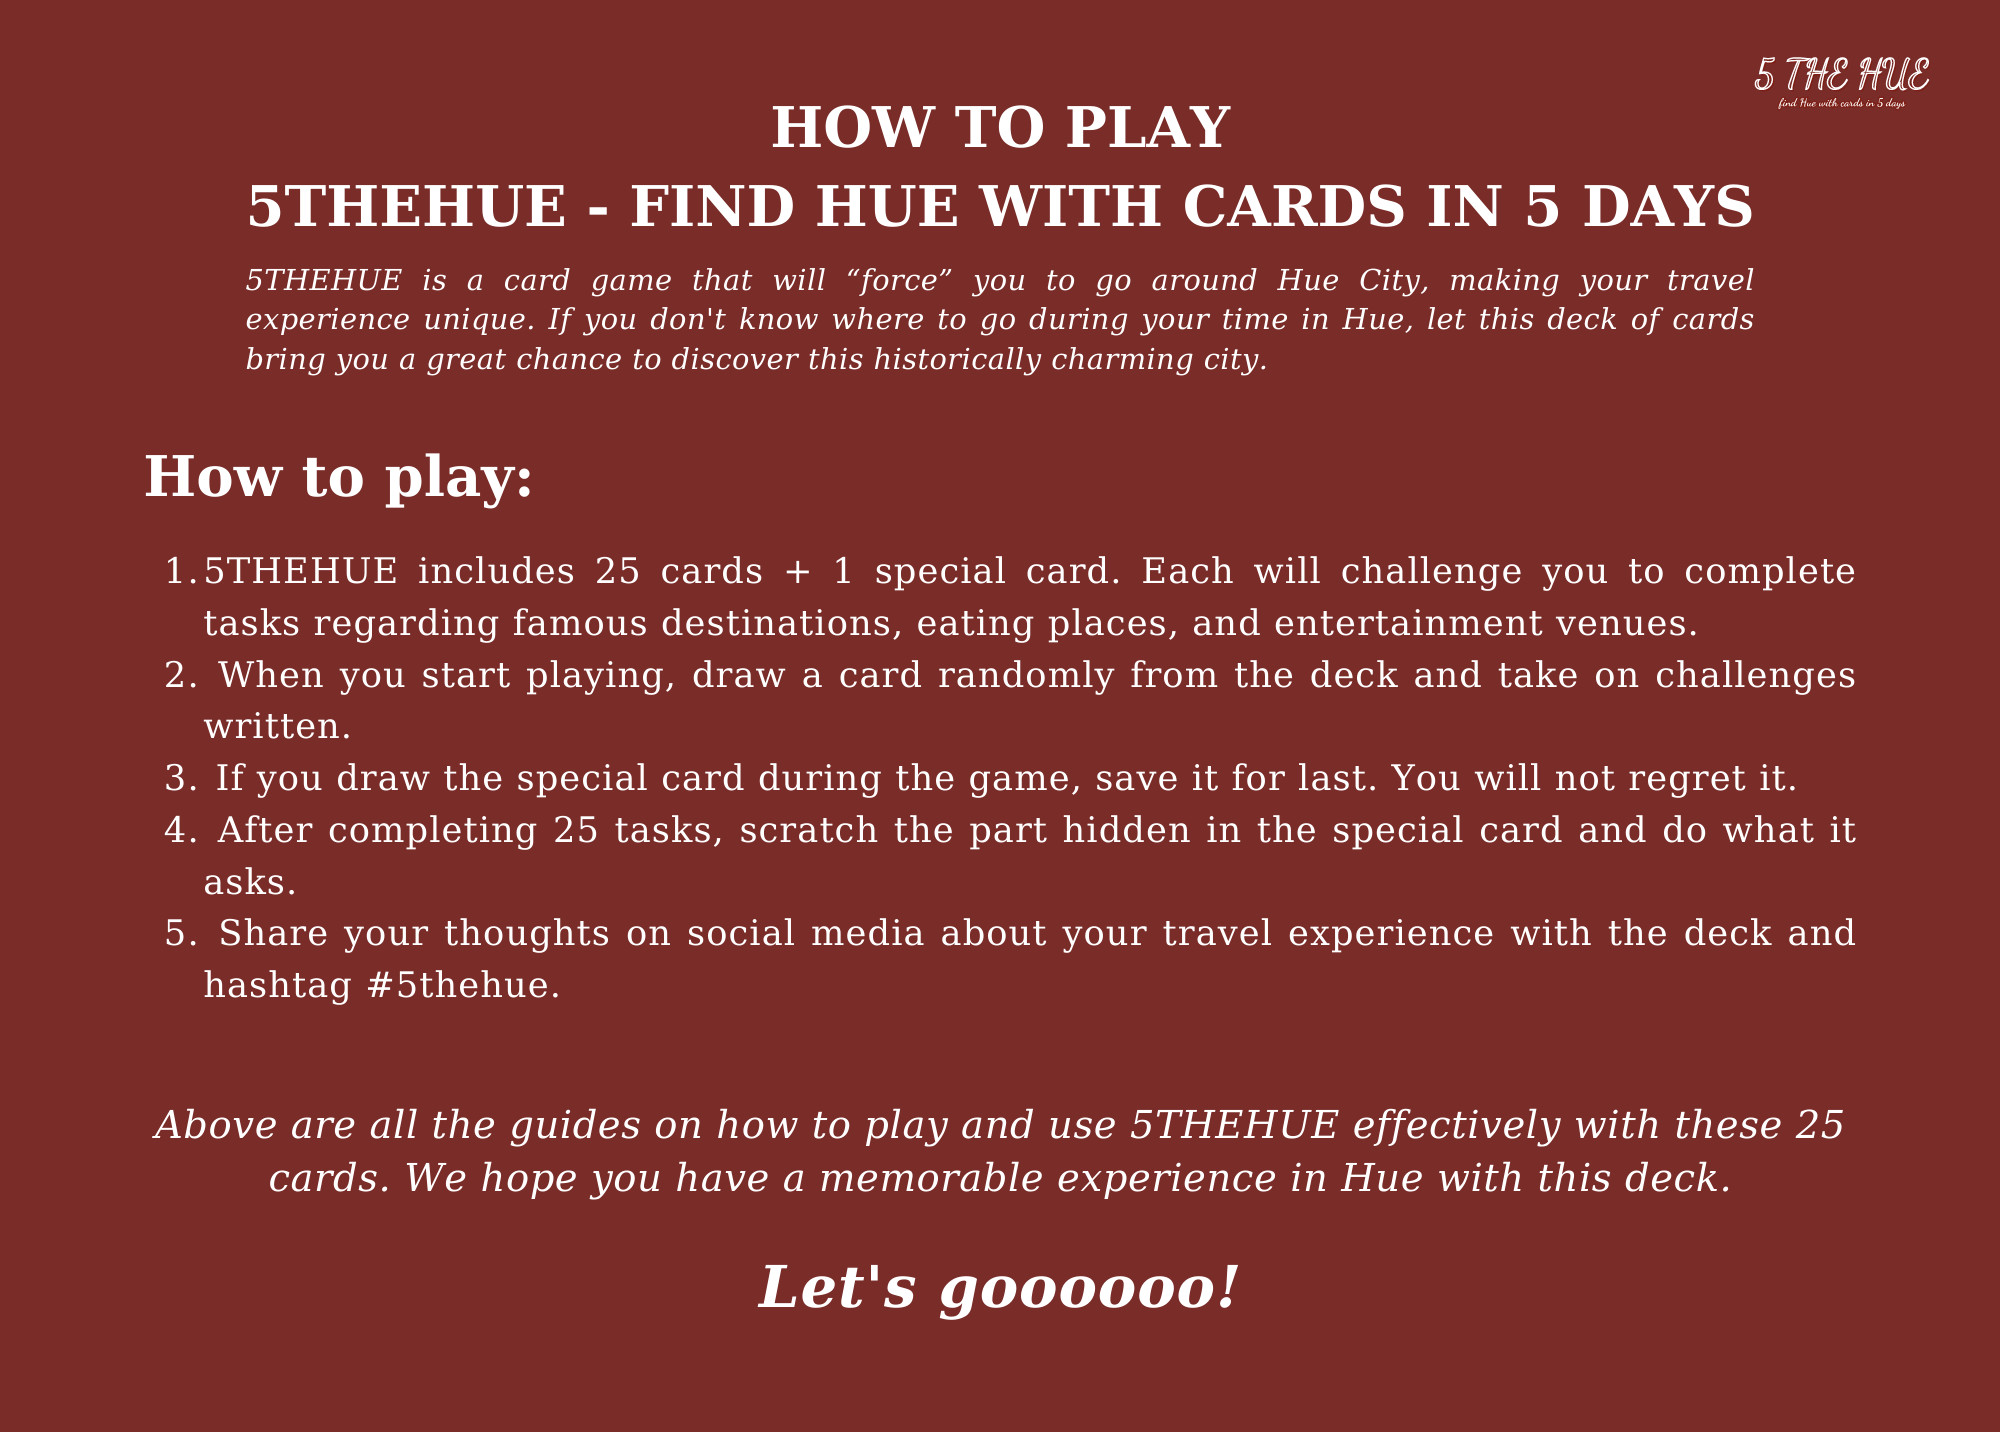 5 THE HUE
find Hue with cards in 5 days
HOW TO PLAY
5THEHUE - FIND HUE WITH CARDS IN 5 DAYS
5THEHUE is a card game that will “force” you to go around Hue City, making your travel
experience unique. If you don't know where to go during your time in Hue, let this deck of cards
bring you a great chance to discover this historically charming city.
How to play:
1.5THEHUE includes 25 cards + 1 special card. Each will challenge you to complete
tasks regarding famous destinations, eating places, and entertainment venues.
2. When you start playing, draw a card randomly from the deck and take on challenges
written.
3. If you draw the special card during the game, save it for last. You will not regret it.
4. After completing 25 tasks, scratch the part hidden in the special card and do what it
asks.
5. Share your thoughts on social media about your travel experience with the deck and
hashtag #5thehue.
Above are all the guides on how to play and use 5THEHUE effectively with these 25
cards. We hope you have a memorable experience in Hue with this deck.
Let's goooooo!